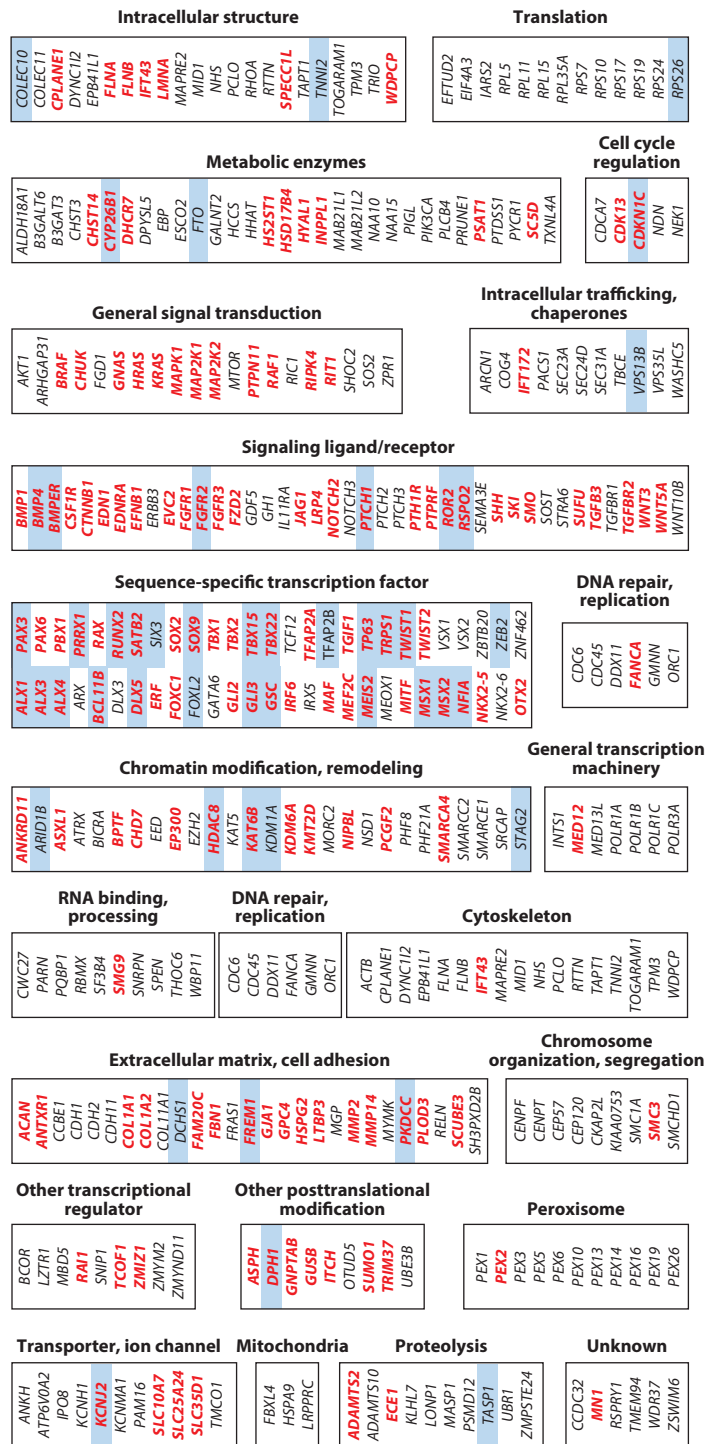 Intracellular structure
COLEC10
COLEC11
CPLANE1
DYNC1I2
EPB41L1
FLNA
FLNB
IFT43
LMNA
MAPRE2
MID1
NHS
PCLO
RHOA
RTTN
SPECC1L
TAPT1
TNNI2
TOGARAM1
TPM3
TRIO
WDPCP
Translation
EFTUD2
EIF4A3
IARS2
RPL5
RPL11
RPL15
RPL35A
RPS7
RPS10
RPS17
RPS19
RPS24
RPS26
Metabolic enzymes
ALDH18A1
B3GALT6
B3GAT3
CHST3
CHST14
CYP26B1
DHCR7
DPYSL5
EBP
ESCO2
FTO
GALNT2
HCCS
HHAT
HS2ST1
HSD17B4
HYAL1
INPPL1
MAB21L1
MAB21L2
NAA10
NAA15
PIGL
PIK3CA
PLCB4
PRUNE1
PSAT1
PTDSS1
PYCR1
SC5D
TXNL4A
Cell cycle
regulation
CDCA7
CDK13
CDKN1C
NDN
NEK1
General signal transduction
AKT1
ARHGAP31
BRAF
CHUK
FGD1
GNAS
HRAS
KRAS
MAPK1
MAP2K1
MAP2K2
MTOR
PTPN11
RAF1
RIC1
RIPK4
RIT1
SHOC2
SOS2
ZPR1
Intracellular trafficking,
chaperones
ARCN1
COG4
IFT172
PACS1
SEC23A
SEC24D
SEC31A
TBCE
VPS13B
VPS35L
WASHC5
Signaling ligand/receptor
BMP1
BMP4
BMPER
CSF1R
CTNNB1
EDN1
EDNRA
EFNB1
ERBB3
EVC2
FGFR1
FGFR2
FGFR3
FZD2
GDF5
GH1
IL11RA
JAG1
LRP4
NOTCH2
NOTCH3
PTCH1
PTCH2
PTCH3
PTH1R
PTPRF
ROR2
RSPO2
SEMA3E
SHH
SKI
SMO
SOST
STRA6
SUFU
TGFB3
TGFBR1
TGFBR2
WNT3
WNT5A
WNT10B
Sequence-specific transcription factor
PAX3
PAX6
PBX1
PRRX1
RAX
RUNX2
SATB2
SIX3
SOX2
SOX9
TBX1
TBX2
TBX15
TBX22
TCF12
TFAP2A
TFAP2B
TGIF1
TP63
TRPS1
TWIST1
TWIST2
VSX1
VSX2
ZBTB20
ZEB2
ZNF462
ALX1
ALX3
ALX4
ARX
BCL11B
DLX3
DLX5
ERF
FOXC1
FOXL2
GATA6
GLI2
GLI3
GSC
IRF6
IRX5
MAF
MEF2C
MEIS2
MEOX1
MITF
MSX1
MSX2
NFIA
NKX2-5
NKX2-6
OTX2
DNA repair,
replication
CDC6
CDC45
DDX11
FANCA
GMNN
ORC1
Chromatin modification, remodeling
ANKRD11
ARID1B
ASXL1
ATRX
BICRA
BPTF
CHD7
EED
EP300
EZH2
HDAC8
KAT5
KAT6B
KDM1A
KDM6A
KMT2D
MORC2
NIPBL
NSD1
PCGF2
PHF8
PHF21A
SMARCA4
SMARCC2
SMARCE1
SRCAP
STAG2
General transcription
machinery
INTS1
MED12
MED13L
POLR1A
POLR1B
POLR1C
POLR3A
RNA binding,
processing
CWC27
PARN
PQBP1
RBMX
SF3B4
SMG9
SNRPN
SPEN
THOC6
WBP11
DNA repair,
replication
CDC6
CDC45
DDX11
FANCA
GMNN
ORC1
Cytoskeleton
ACTB
CPLANE1
DYNC1I2
EPB41L1
FLNA
FLNB
IFT43
MAPRE2
MID1
NHS
PCLO
RTTN
TAPT1
TNNI2
TOGARAM1
TPM3
WDPCP
Extracellular matrix, cell adhesion
ACAN
ANTXR1
CCBE1
CDH1
CDH2
CDH11
COL1A1
COL1A2
COL11A1
DCHS1
FAM20C
FBN1
FRAS1
FREM1
GJA1
GPC4
HSPG2
LTBP3
MGP
MMP2
MMP14
MYMK
PKDCC
PLOD3
RELN
SCUBE3
SH3PXD2B
Chromosome
organization, segregation
CENPF
CENPT
CEP57
CEP120
CKAP2L
KIAA0753
SMC1A
SMC3
SMCHD1
Other transcriptional
regulator
BCOR
LZTR1
MBD5
RAI1
SNIP1
TCOF1
ZMIZ1
ZMYM2
ZMYND11
Other posttranslational
modification
ASPH
DPH1
GNPTAB
GUSB
ITCH
OTUD5
SUMO1
TRIM37
UBE3B
Peroxisome
PEX1
PEX2
PEX3
PEX5
PEX6
PEX10
PEX13
PEX14
PEX16
PEX19
PEX26
Transporter, ion channel
ANKH
ATP6V0A2
IPO8
KCNH1
KCNJ2
KCNMA1
PAM16
SLC10A7
SLC25A24
SLC35D1
TMCO1
Mitochondria
FBXL4
HSPA9
LRPPRC
Proteolysis
ADAMTS2
ADAMTS10
ECE1
KLHL7
LONP1
MASP1
PSMD12
TASP1
UBR1
ZMPSTE24
Unknown
CCDC32
MN1
RSPRY1
TMEM94
WDR37
ZSWIM6